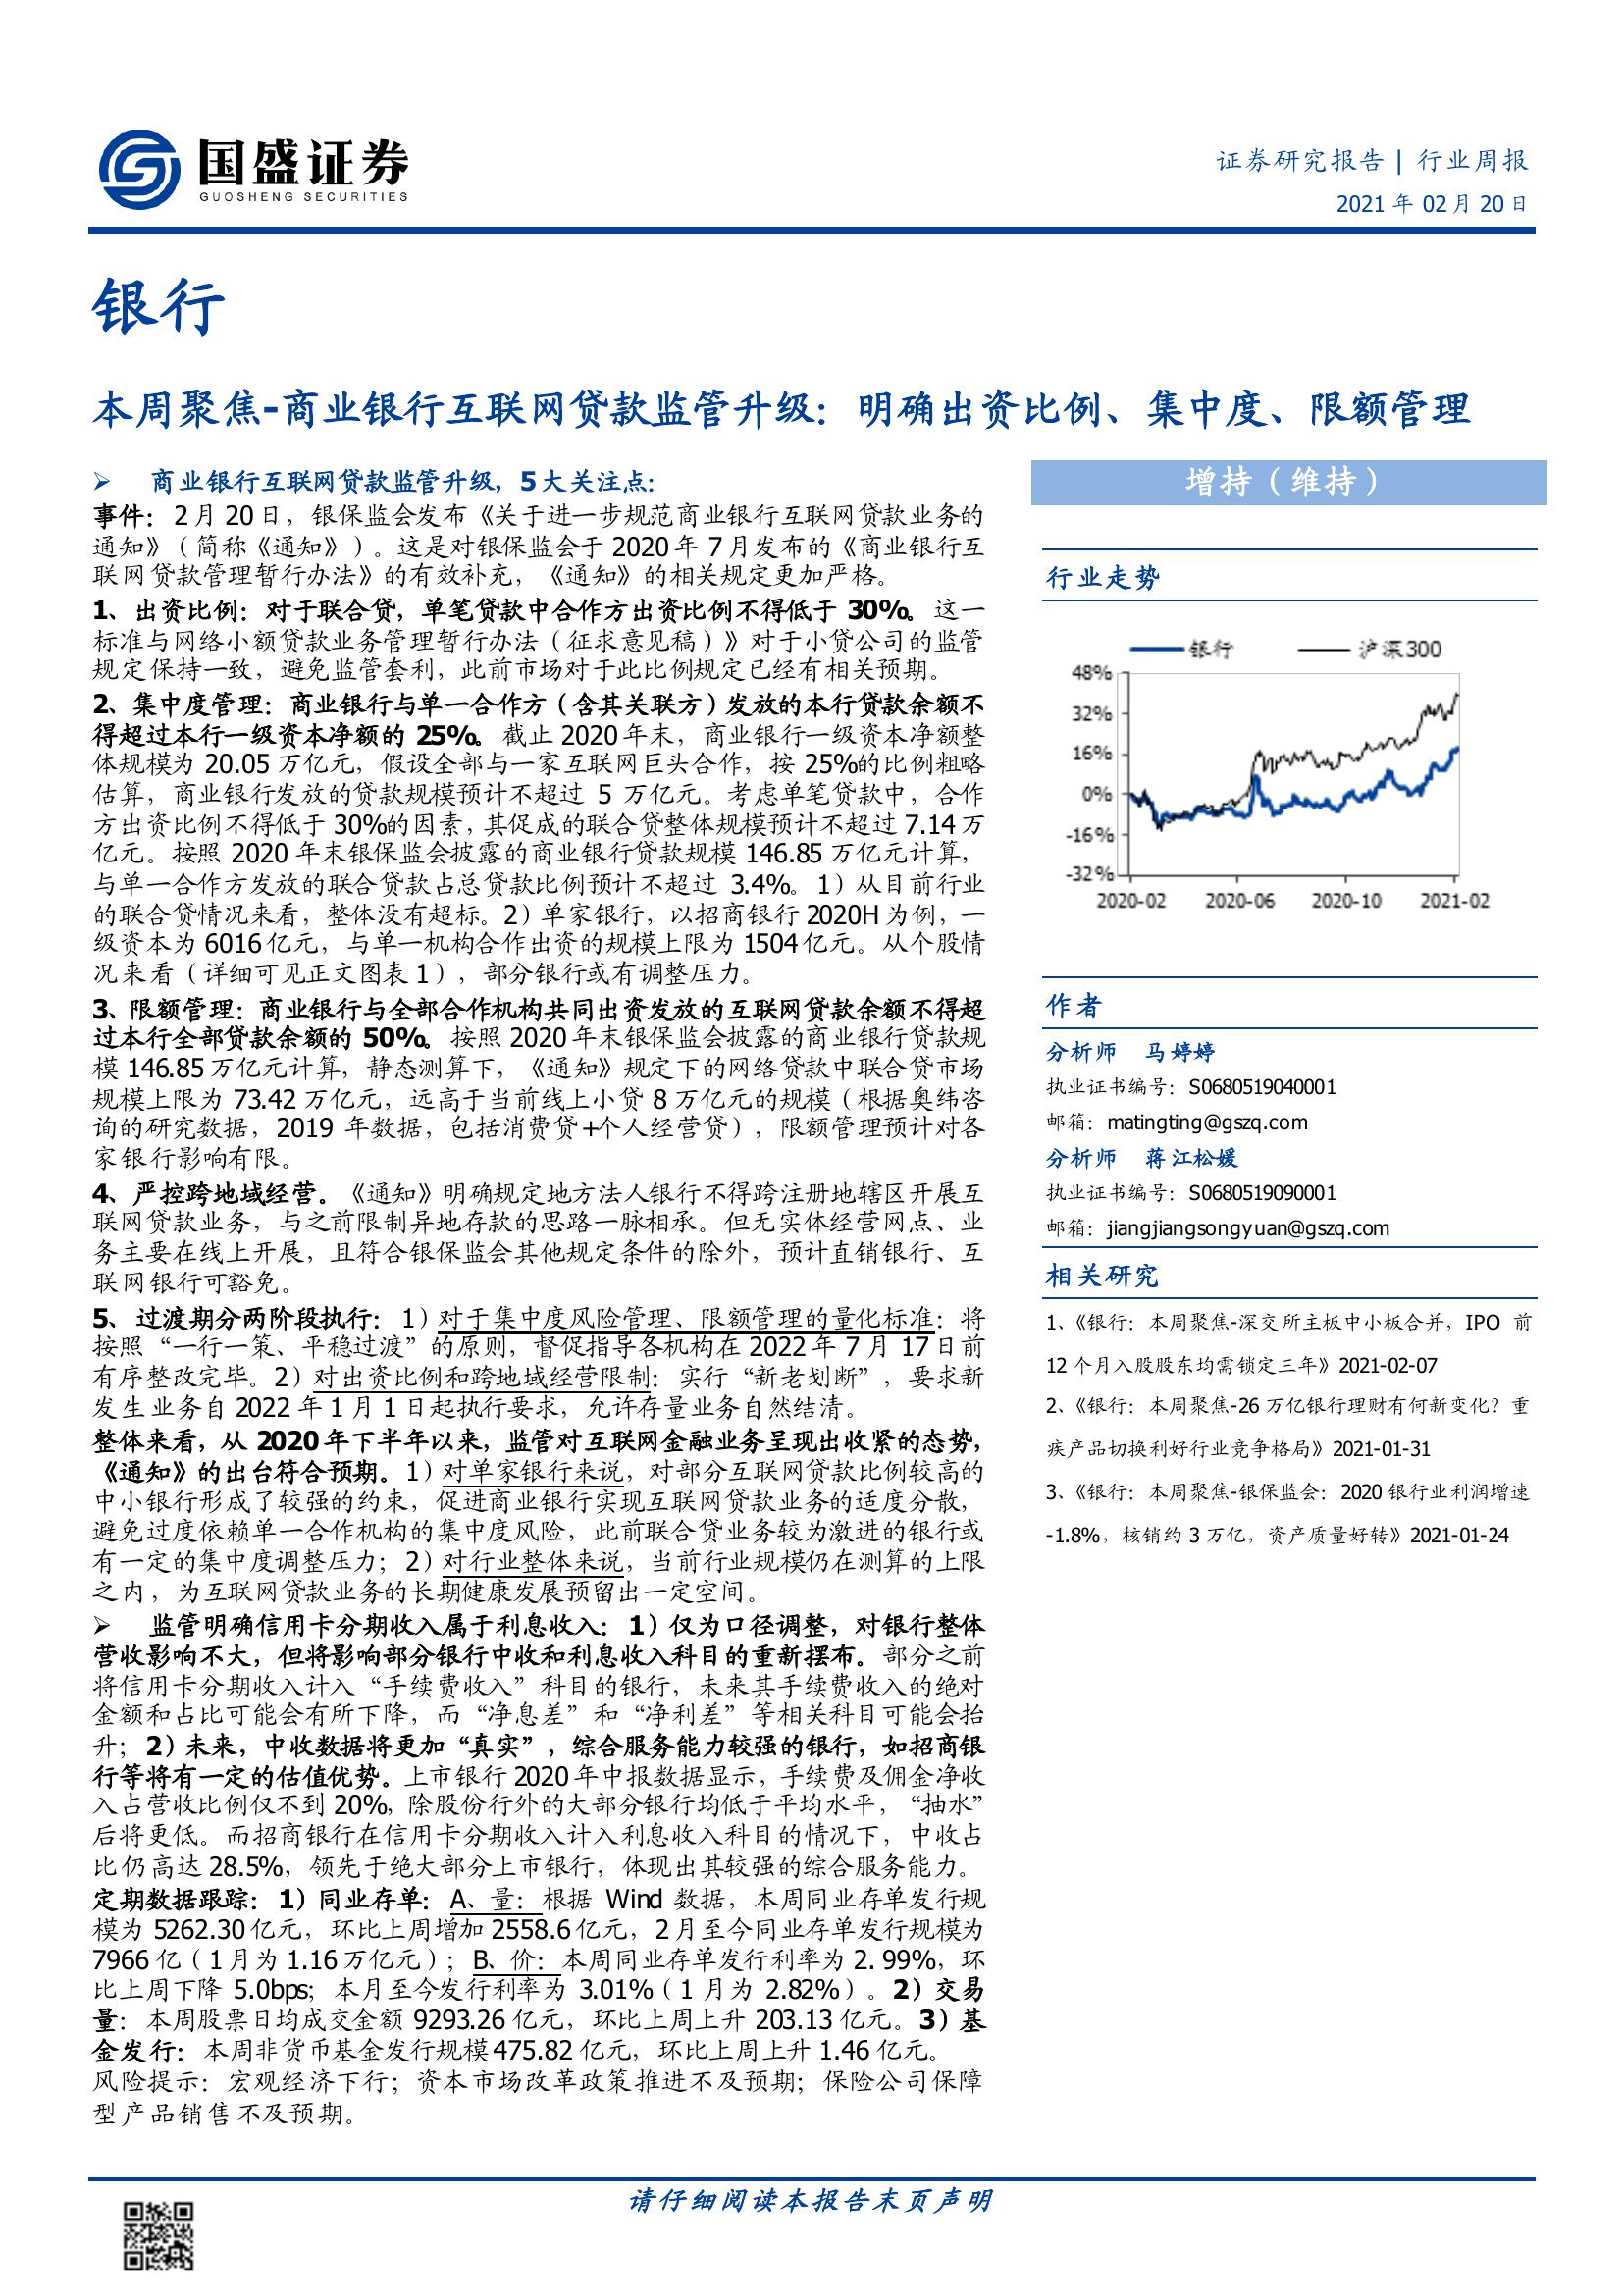 国盛证券
GUOSHENG SECURITIES
证券研究报告 | 行业周报
2021 年 02 月 20 日
银行
本周聚焦-商业银行互联网贷款监管升级：明确出资比例、集中度、限额管理
➢ 商业银行互联网贷款监管升级，5 大关注点：
事件：2 月 20 日，银保监会发布《关于进一步规范商业银行互联网贷款业务的
通知》（简称《通知》）。这是对银保监会于 2020 年 7 月发布的《商业银行互
联网贷款管理暂行办法》的有效补充，《通知》的相关规定更加严格。
1、出资比例：对于联合贷，单笔贷款中合作方出资比例不得低于 30%。这一
标准与网络小额贷款业务管理暂行办法（征求意见稿）》对于小贷公司的监管
规定保持一致，避免监管套利，此前市场对于此比例规定已经有相关预期。
2、集中度管理：商业银行与单一合作方（含其关联方）发放的本行贷款余额不
得超过本行一级资本净额的 25%。截止 2020 年末，商业银行一级资本净额整
体规模为 20.05 万亿元，假设全部与一家互联网巨头合作，按 25%的比例粗略
估算，商业银行发放的贷款规模预计不超过 5 万亿元。考虑单笔贷款中，合作
方出资比例不得低于 30%的因素，其促成的联合贷整体规模预计不超过 7.14 万
亿元。按照 2020 年末银保监会披露的商业银行贷款规模 146.85 万亿元计算，
与单一合作方发放的联合贷款占总贷款比例预计不超过 3.4%。1）从目前行业
的联合贷情况来看，整体没有超标。2）单家银行，以招商银行 2020H 为例，一
级资本为 6016 亿元，与单一机构合作出资的规模上限为 1504 亿元。从个股情
况来看（详细可见正文图表 1），部分银行或有调整压力。
3、限额管理：商业银行与全部合作机构共同出资发放的互联网贷款余额不得超
过本行全部贷款余额的 50%。按照 2020 年末银保监会披露的商业银行贷款规
模 146.85 万亿元计算，静态测算下，《通知》规定下的网络贷款中联合贷市场
规模上限为 73.42 万亿元，远高于当前线上小贷 8 万亿元的规模（根据奥纬咨
询的研究数据，2019 年数据，包括消费贷+个人经营贷），限额管理预计对各
家银行影响有限。
4、严控跨地域经营。《通知》明确规定地方法人银行不得跨注册地辖区开展互
联网贷款业务，与之前限制异地存款的思路一脉相承。但无实体经营网点、业
务主要在线上开展，且符合银保监会其他规定条件的除外，预计直销银行、互
联网银行可豁免。
5、过渡期分两阶段执行：1）对于集中度风险管理、限额管理的量化标准：将
按照“一行一策、平稳过渡”的原则，督促指导各机构在 2022 年 7 月 17 日前
有序整改完毕。2）对出资比例和跨地域经营限制：实行“新老划断”，要求新
发生业务自 2022 年 1 月 1 日起执行要求，允许存量业务自然结清。
整体来看，从 2020 年下半年以来，监管对互联网金融业务呈现出收紧的态势，
《通知》的出台符合预期。1）对单家银行来说，对部分互联网贷款比例较高的
中小银行形成了较强的约束，促进商业银行实现互联网贷款业务的适度分散，
避免过度依赖单一合作机构的集中度风险，此前联合贷业务较为激进的银行或
有一定的集中度调整压力；2）对行业整体来说，当前行业规模仍在测算的上限
之内，为互联网贷款业务的长期健康发展预留出一定空间。
➢ 监管明确信用卡分期收入属于利息收入：1）仅为口径调整，对银行整体
营收影响不大，但将影响部分银行中收和利息收入科目的重新摆布。部分之前
将信用卡分期收入计入“手续费收入”科目的银行，未来其手续费收入的绝对
金额和占比可能会有所下降，而“净息差”和“净利差”等相关科目可能会抬
升；2）未来，中收数据将更加“真实”，综合服务能力较强的银行，如招商银
行等将有一定的估值优势。上市银行 2020 年中报数据显示，手续费及佣金净收
入占营收比例仅不到 20%，除股份行外的大部分银行均低于平均水平，“抽水”
后将更低。而招商银行在信用卡分期收入计入利息收入科目的情况下，中收占
比仍高达 28.5%，领先于绝大部分上市银行，体现出其较强的综合服务能力。
定期数据跟踪：1）同业存单：A、量：根据 Wind 数据，本周同业存单发行规
模为 5262.30 亿元，环比上周增加 2558.6 亿元，2 月至今同业存单发行规模为
7966 亿（1 月为 1.16 万亿元）；B、价：本周同业存单发行利率为 2. 99%，环
比上周下降 5.0bps；本月至今发行利率为 3.01%（1 月为 2.82%）。2）交易
量：本周股票日均成交金额 9293.26 亿元，环比上周上升 203.13 亿元。3）基
金发行：本周非货币基金发行规模 475.82 亿元，环比上周上升 1.46 亿元。
风险提示：宏观经济下行；资本市场改革政策推进不及预期；保险公司保障
型产品销售不及预期。
增持（维持）
行业走势
银行 沪深300
48%
32%
16%
0%
-16%
-32%
2020-02 2020-06 2020-10 2021-02
作者
分析师 马婷婷
执业证书编号：S0680519040001
邮箱：matingting@gszq.com
分析师 蒋江松媛
执业证书编号：S0680519090001
邮箱：jiangjiangsongyuan@gszq.com
相关研究
1、《银行：本周聚焦-深交所主板中小板合并，IPO 前
12 个月入股股东均需锁定三年》2021-02-07
2、《银行：本周聚焦-26 万亿银行理财有何新变化？重
疾产品切换利好行业竞争格局》2021-01-31
3、《银行：本周聚焦-银保监会：2020 银行业利润增速
-1.8%，核销约 3 万亿，资产质量好转》2021-01-24
请仔细阅读本报告末页声明